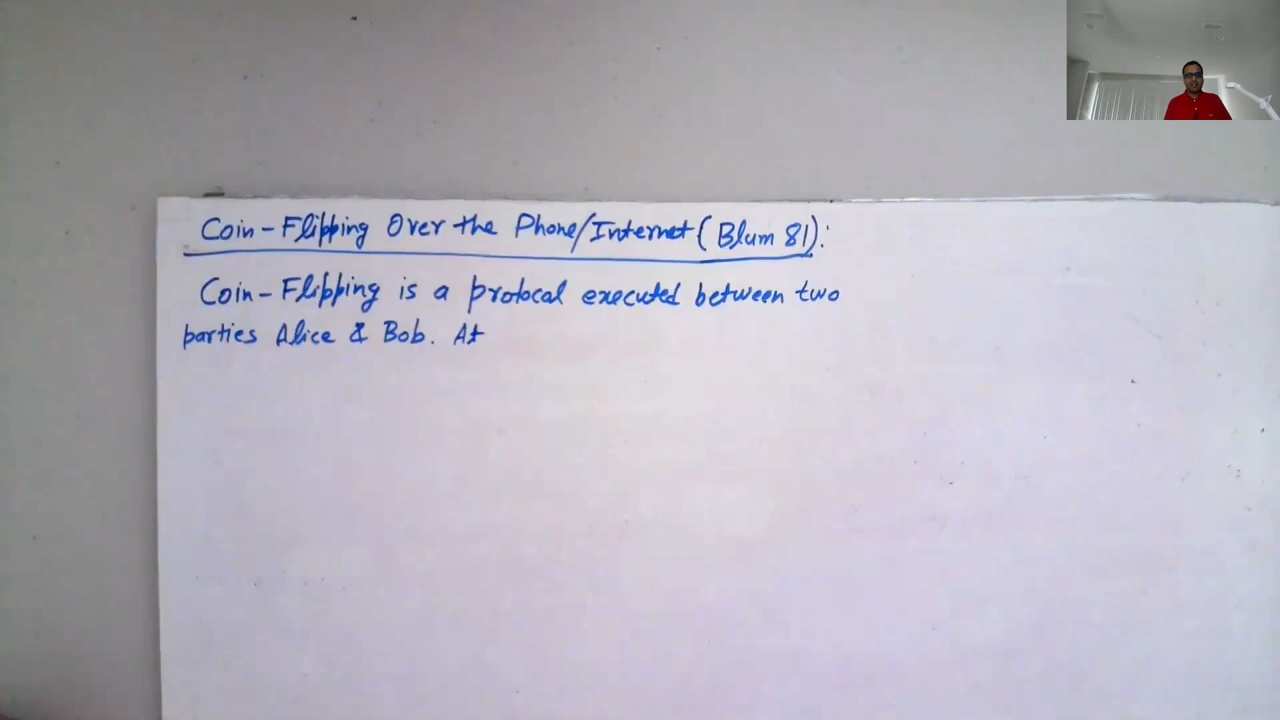 Coin-Flipping Over the Phone/Internet (Blum 81):
Coin-Flipping is a protocal executed between two
parties Alice & Bob. At